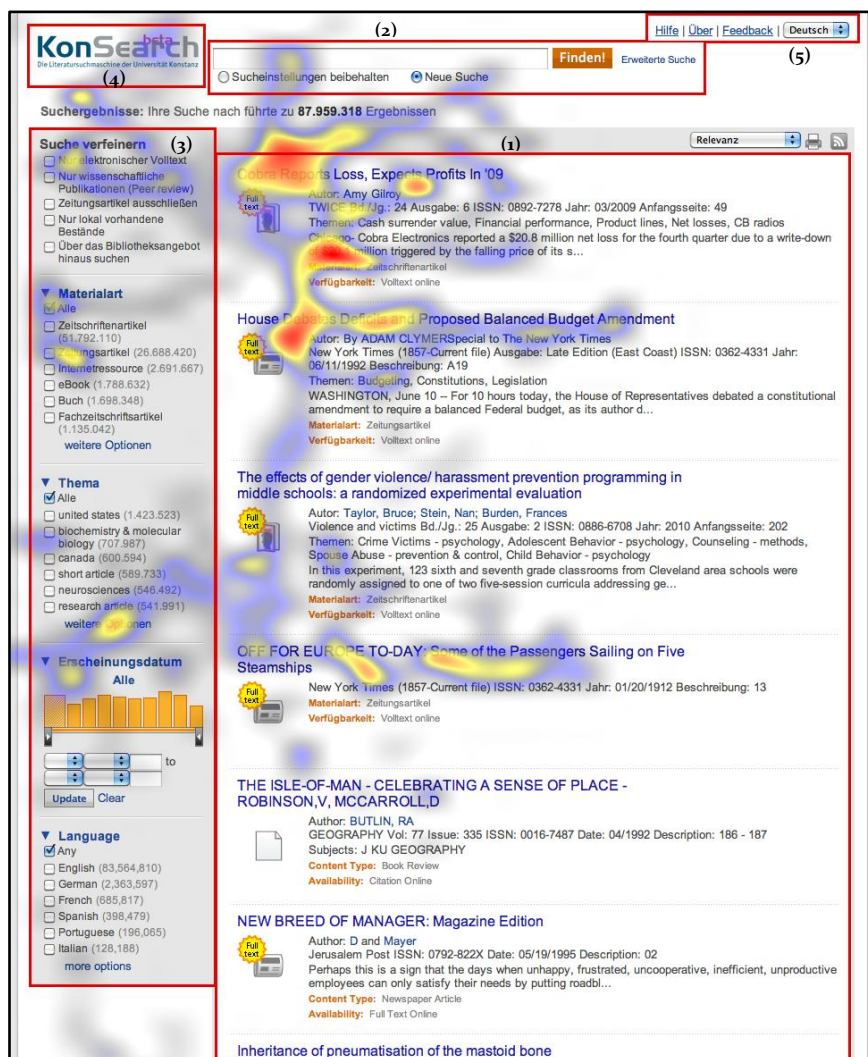 (2)
Hilfe | Über | Feedback | Deutsch
(5)
KonSearch beta
Die Literatursuchmaschine der Universität Konstanz
(4)
Finden!
Erweiterte Suche
Sucheinstellungen beibehalten Neue Suche
Suchergebnisse: Ihre Suche nach führte zu 87.959.318 Ergebnissen
(3)
Suche verfeinern
Nur elektronischer Volltext
Nur wissenschaftliche
Publikationen (Peer review)
Zeitungsartikel ausschließen
Nur lokal vorhandene
Bestände
Über das Bibliotheksangebot
hinaus suchen
Materialart
Alle
Zeitschriftenartikel
(51.792.110)
Zeitungsartikel (26.688.420)
Internetressource (2.691.667)
eBook (1.788.632)
Buch (1.698.348)
Fachzeitschriftsartikel
(1.135.042)
weitere Optionen
Thema
Alle
united states (1.423.523)
biochemistry & molecular
biology (707.987)
canada (600.594)
short article (589.733)
neurosciences (546.492)
research article (541.991)
weitere Optionen
Erscheinungsdatum
Alle
to
Update Clear
Language
Any
English (83,564,810)
German (2,363,597)
French (685,817)
Spanish (398,479)
Portuguese (196,065)
Italian (128,188)
more options
(1)
Relevanz
Cobra Reports Loss, Expects Profits In '09
Full text
Autor: Amy Gilroy
TWICE Bd./Jg.: 24 Ausgabe: 6 ISSN: 0892-7278 Jahr: 03/2009 Anfangsseite: 49
Themen: Cash surrender value, Financial performance, Product lines, Net losses, CB radios
Chicago- Cobra Electronics reported a $20.8 million net loss for the fourth quarter due to a write-down
million triggered by the falling price of its s...
Materialart: Zeitschriftenartikel
Verfügbarkeit: Volltext online
House Debates Deficits and Proposed Balanced Budget Amendment
Full text
Autor: By ADAM CLYMERSpecial to The New York Times
New York Times (1857-Current file) Ausgabe: Late Edition (East Coast) ISSN: 0362-4331 Jahr:
06/11/1992 Beschreibung: A19
Themen: Budgeting, Constitutions, Legislation
WASHINGTON, June 10 -- For 10 hours today, the House of Representatives debated a constitutional
amendment to require a balanced Federal budget, as its author d...
Materialart: Zeitungsartikel
Verfügbarkeit: Volltext online
The effects of gender violence/ harassment prevention programming in
middle schools: a randomized experimental evaluation
Full text
Autor: Taylor, Bruce; Stein, Nan; Burden, Frances
Violence and victims Bd./Jg.: 25 Ausgabe: 2 ISSN: 0886-6708 Jahr: 2010 Anfangsseite: 202
Themen: Crime Victims - psychology, Adolescent Behavior - psychology, Counseling - methods,
Spouse Abuse - prevention & control, Child Behavior - psychology
In this experiment, 123 sixth and seventh grade classrooms from Cleveland area schools were
randomly assigned to one of two five-session curricula addressing ge...
Materialart: Zeitschriftenartikel
Verfügbarkeit: Volltext online
OFF FOR EUROPE TO-DAY: Some of the Passengers Sailing on Five
Steamships
Full text
New York Times (1857-Current file) ISSN: 0362-4331 Jahr: 01/20/1912 Beschreibung: 13
Materialart: Zeitungsartikel
Verfügbarkeit: Volltext online
THE ISLE-OF-MAN - CELEBRATING A SENSE OF PLACE -
ROBINSON,V, MCCARROLL,D
Author: BUTLIN, RA
GEOGRAPHY Vol: 77 Issue: 335 ISSN: 0016-7487 Date: 04/1992 Description: 186 - 187
Subjects: J KU GEOGRAPHY
Content Type: Book Review
Availability: Citation Online
NEW BREED OF MANAGER: Magazine Edition
Full text
Author: D and Mayer
Jerusalem Post ISSN: 0792-822X Date: 05/19/1995 Description: 02
Perhaps this is a sign that the days when unhappy, frustrated, uncooperative, inefficient, unproductive
employees can only satisfy their needs by putting roadbl...
Content Type: Newspaper Article
Availability: Full Text Online
Inheritance of pneumatisation of the mastoid bone